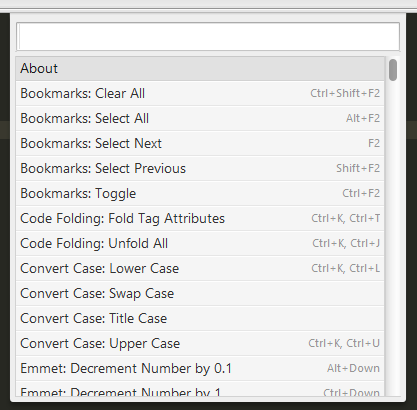 About
Bookmarks: Clear All Ctrl+Shift+F2
Bookmarks: Select All Alt+F2
Bookmarks: Select Next F2
Bookmarks: Select Previous Shift+F2
Bookmarks: Toggle Ctrl+F2
Code Folding: Fold Tag Attributes Ctrl+K, Ctrl+T
Code Folding: Unfold All Ctrl+K, Ctrl+J
Convert Case: Lower Case Ctrl+K, Ctrl+L
Convert Case: Swap Case
Convert Case: Title Case
Convert Case: Upper Case Ctrl+K, Ctrl+U
Emmet: Decrement Number by 0.1 Alt+Down
Emmet: Decrement Number by 1 Ctrl+Down